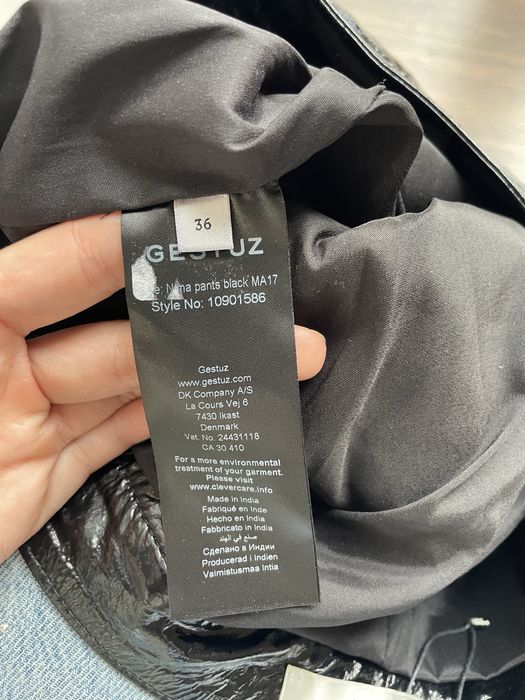 36
GESTUZ
pants black MA17
Style No: 10901586
Gestuz
www.gestuz.com
DK Company A/S
La Cours Vej 6
7430 Ikast
Denmark
Vat. No. 24431118
CA 30 410
For a more environmental
treatment of your garment.
Please visit
www.clevercare.info
Made in India
Fabriqué en Inde
Hecho en India
Fabbricato in India
صنع في الهند
Сделано в Индии
Producerad i Indien
Valmistusmaa Intia